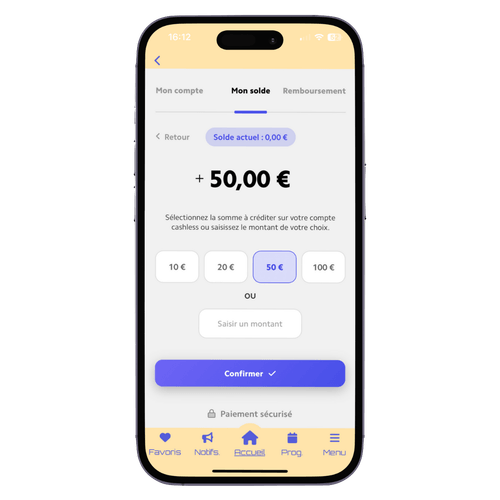 16:12
Mon compte Mon solde Remboursement
Retour Solde actuel : 0,00 €
+ 50,00 €
Sélectionnez la somme à créditer sur votre compte
cashless ou saisissez le montant de votre choix.
10 € 20 € 50 € 100 €
OU
Saisir un montant
Confirmer
Paiement sécurisé
Favoris Notifs. Accueil Prog. Menu